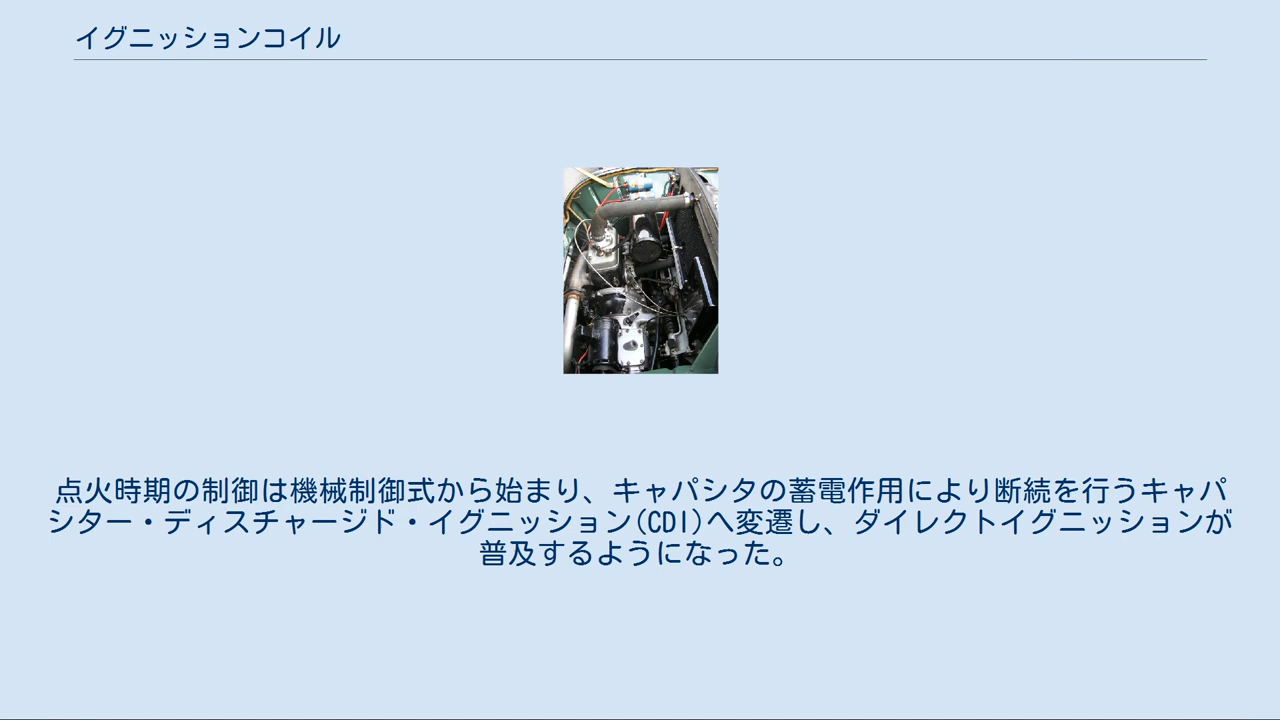 イグニッションコイル
点火時期の制御は機械制御式から始まり、キャパシタの蓄電作用により断続を行うキャパ
シター・ディスチャージド・イグニッション(CDI)へ変遷し、ダイレクトイグニッションが
普及するようになった。